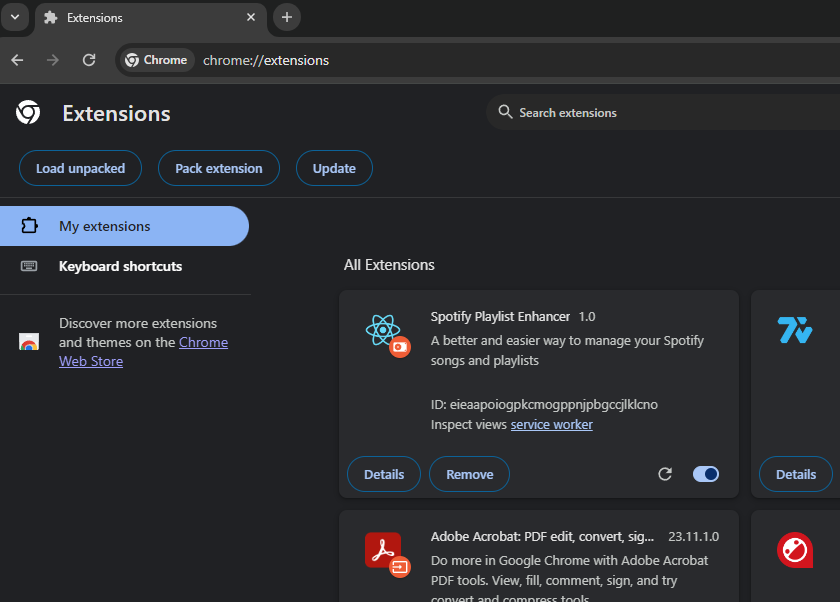 Extensions
Chrome
chrome://extensions
Extensions
Search extensions
Load unpacked
Pack extension
Update
My extensions
Keyboard shortcuts
Discover more extensions
and themes on the Chrome
Web Store
All Extensions
Spotify Playlist Enhancer 1.0
A better and easier way to manage your Spotify
songs and playlists
ID: eieaapoiogpkcmogppnjpbgccjlklcno
Inspect views service worker
Details
Remove
Details
Adobe Acrobat: PDF edit, convert, sig... 23.11.1.0
Do more in Google Chrome with Adobe Acrobat
PDF tools. View, fill, comment, sign, and try
convert and compress tools.